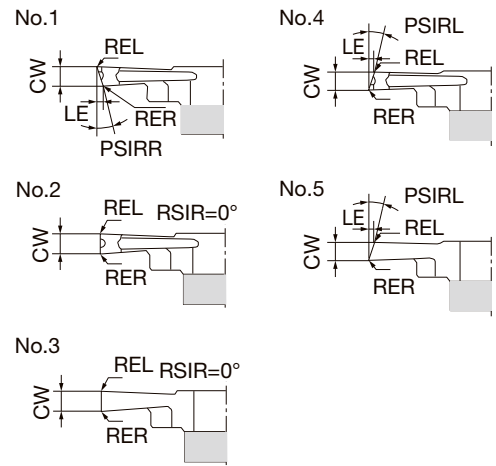 No.1
REL
CW
LE
RER
PSIRR
No.2
REL
RSIR=0°
CW
RER
No.3
REL
RSIR=0°
CW
RER
No.4
PSIRL
LE
REL
CW
RER
No.5
PSIRL
LE
REL
CW
RER